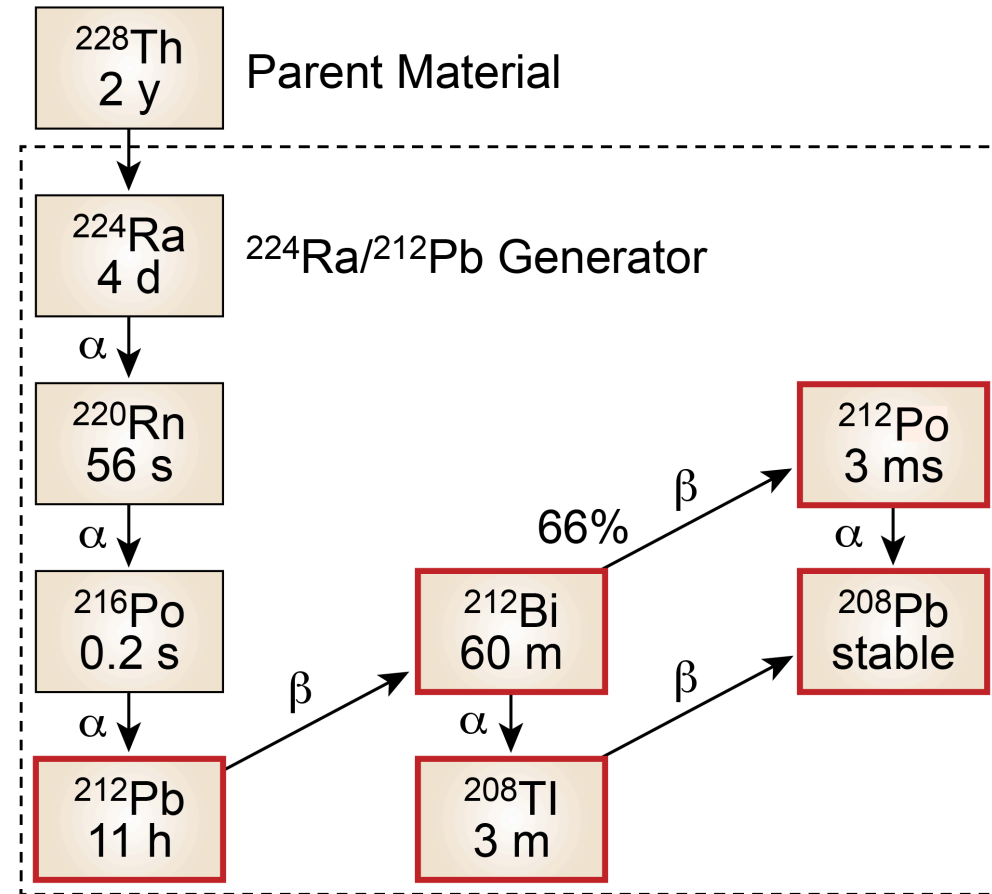 ²²⁸Th
2 y
Parent Material
²²⁴Ra
4 d
²²⁴Ra/²¹²Pb Generator
α
²²⁰Rn
56 s
α
²¹⁶Po
0.2 s
α
²¹²Pb
11 h
β
²¹²Bi
60 m
66%
β
α
²⁰⁸Tl
3 m
β
²¹²Po
3 ms
α
²⁰⁸Pb
stable